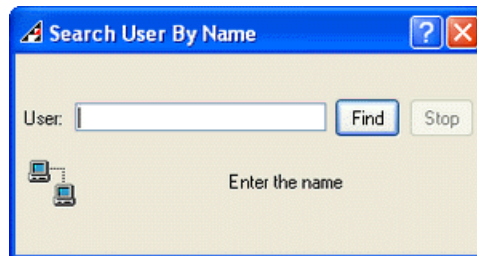 Search User By Name
User:
Find
Stop
Enter the name